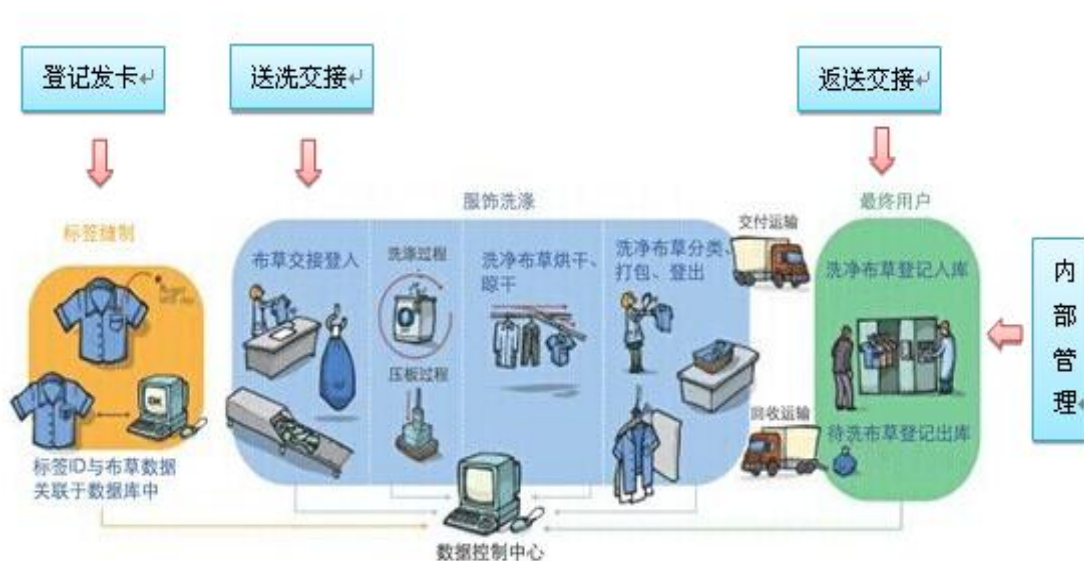 登记发卡
送洗交接
返送交接
服饰洗涤
最终用户
标签缝制
布草交接登入
洗涤过程
压板过程
洗净布草烘干、
晾干
洗净布草分类、
打包、登出
交付运输
回收运输
洗净布草登记入库
待洗布草登记出库
内
部
管
理
OK
标签ID与布草数据
关联于数据库中
数据控制中心